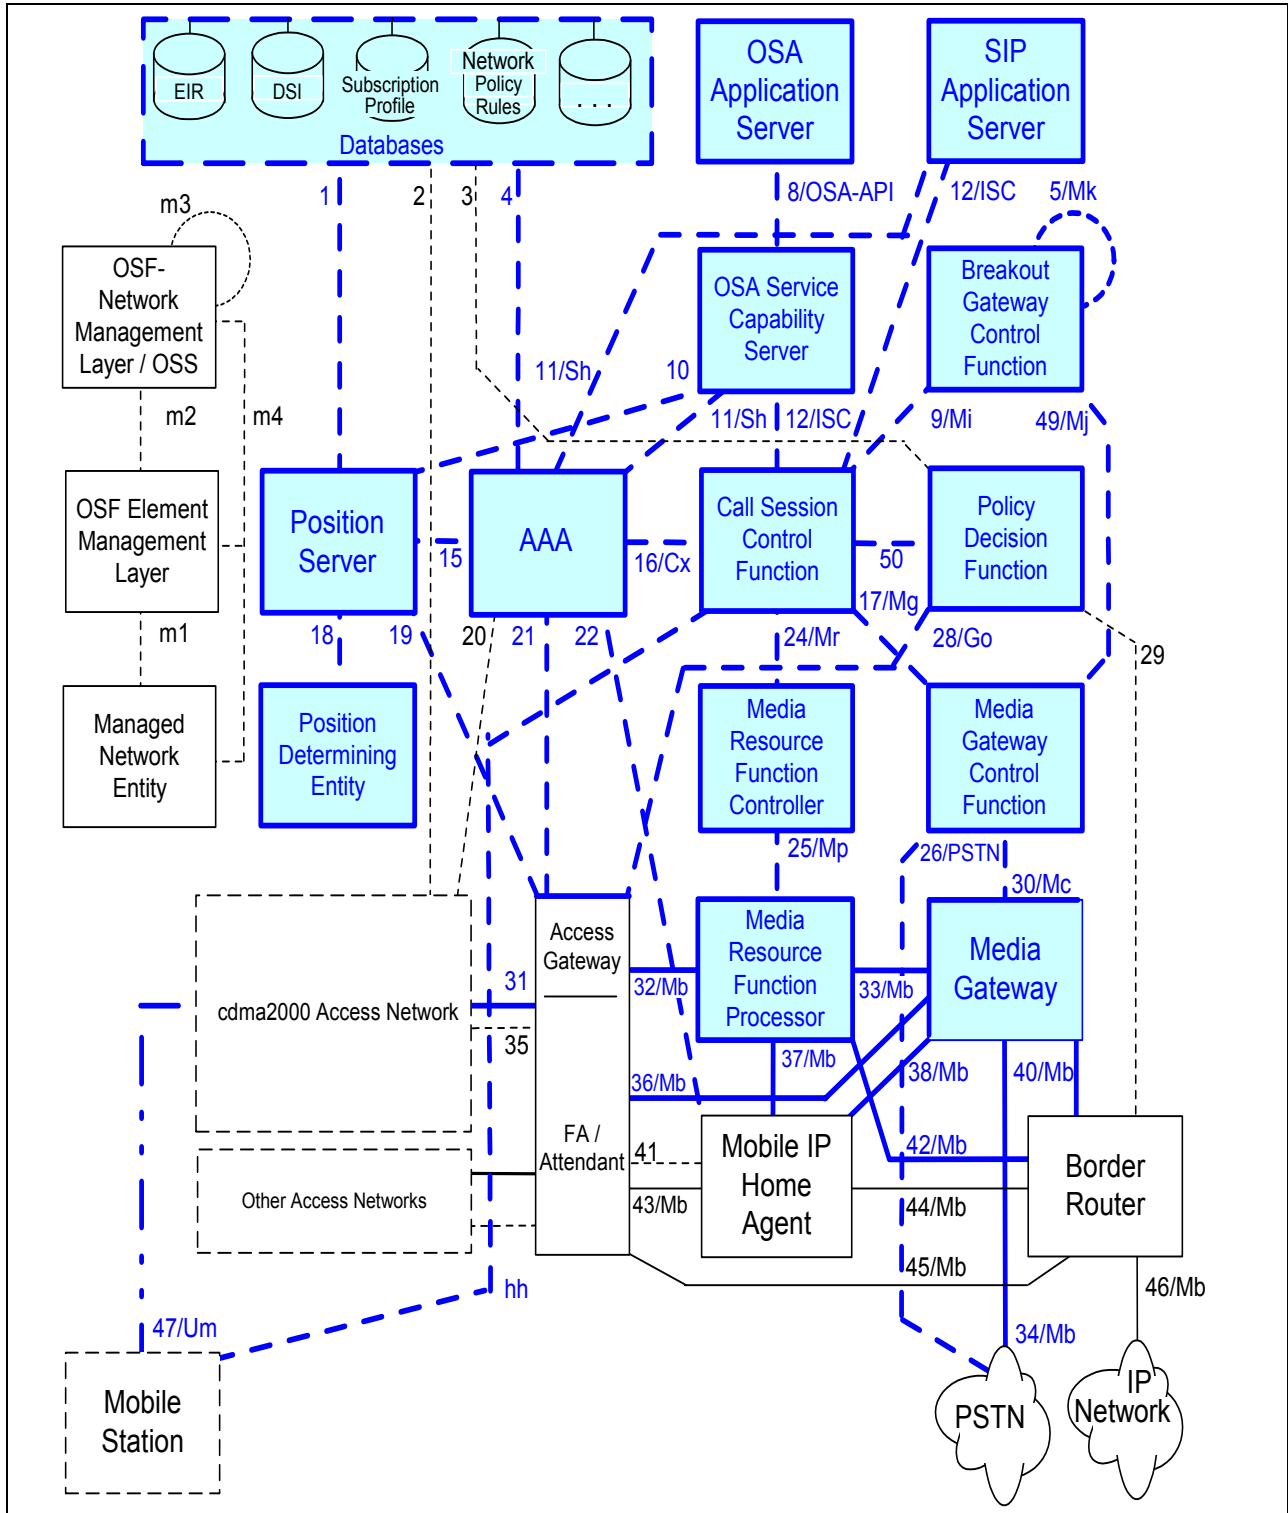 EIR
DSI
Subscription
Profile
Network
Policy
Rules
. . .
Databases
OSA
Application
Server
SIP
Application
Server
1
2
3
4
8/OSA-API
12/ISC
5/Mk
m3
OSF-
Network
Management
Layer / OSS
OSA Service
Capability
Server
Breakout
Gateway
Control
Function
11/Sh
10
m2
m4
11/Sh
12/ISC
9/Mi
49/Mj
OSF Element
Management
Layer
Position
Server
15
AAA
16/Cx
Call Session
Control
Function
50
Policy
Decision
Function
17/Mg
m1
18
19
20
21
22
24/Mr
28/Go
29
Managed
Network
Entity
Position
Determining
Entity
Media
Resource
Function
Controller
Media
Gateway
Control
Function
25/Mp
26/PSTN
30/Mc
cdma2000 Access Network
31
35
Access
Gateway
32/Mb
Media
Resource
Function
Processor
33/Mb
Media
Gateway
36/Mb
37/Mb
38/Mb
40/Mb
Other Access Networks
FA /
Attendant
41
43/Mb
Mobile IP
Home
Agent
42/Mb
44/Mb
45/Mb
Border
Router
46/Mb
hh
47/Um
34/Mb
Mobile
Station
PSTN
IP
Network